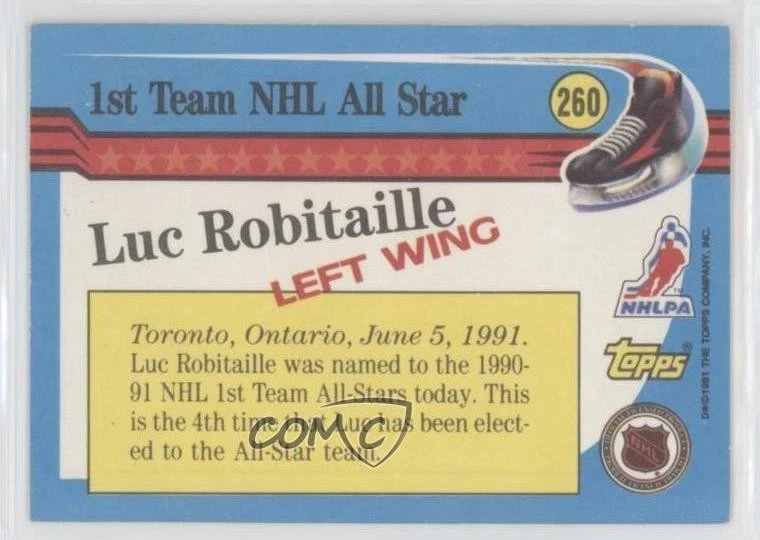 1st Team NHL All Star
260
Luc Robitaille
LEFT WING
Toronto, Ontario, June 5, 1991.
Luc Robitaille was named to the 1990-
91 NHL 1st Team All-Stars today. This
is the 4th time that Luc has been elect-
ed to the All-Star team.
COMC
NHLPA
TM
topps®
NHL
D※©1991 THE TOPPS COMPANY, INC.